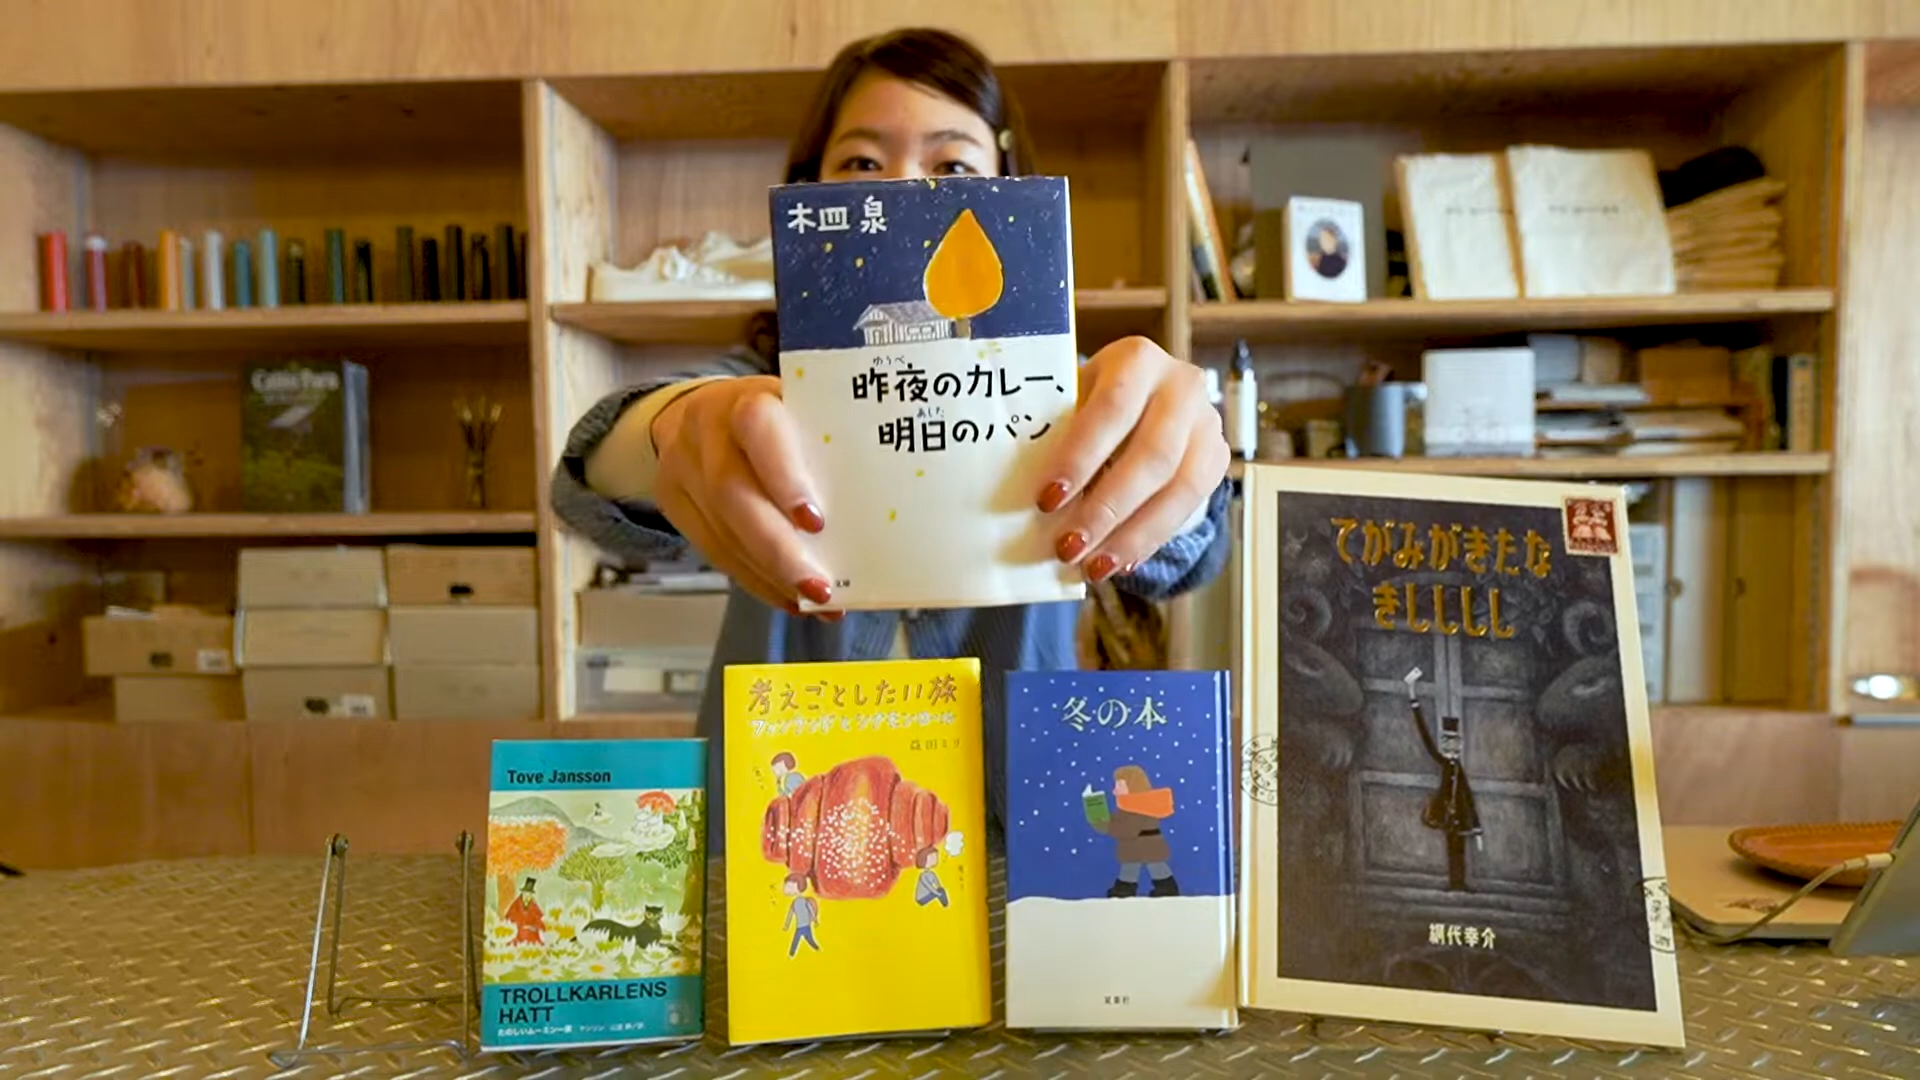 木皿 泉
ゆうべ
昨夜のカレー、
あした
明日のパン
Tove Jansson
TROLLKARLENS
HATT
たのしいムーミン一家
考えごとしたい旅
フィンランドとシナモンロール
益田ミリ
冬の本
夏葉社
てがみがきたな
きしししし
網代幸介